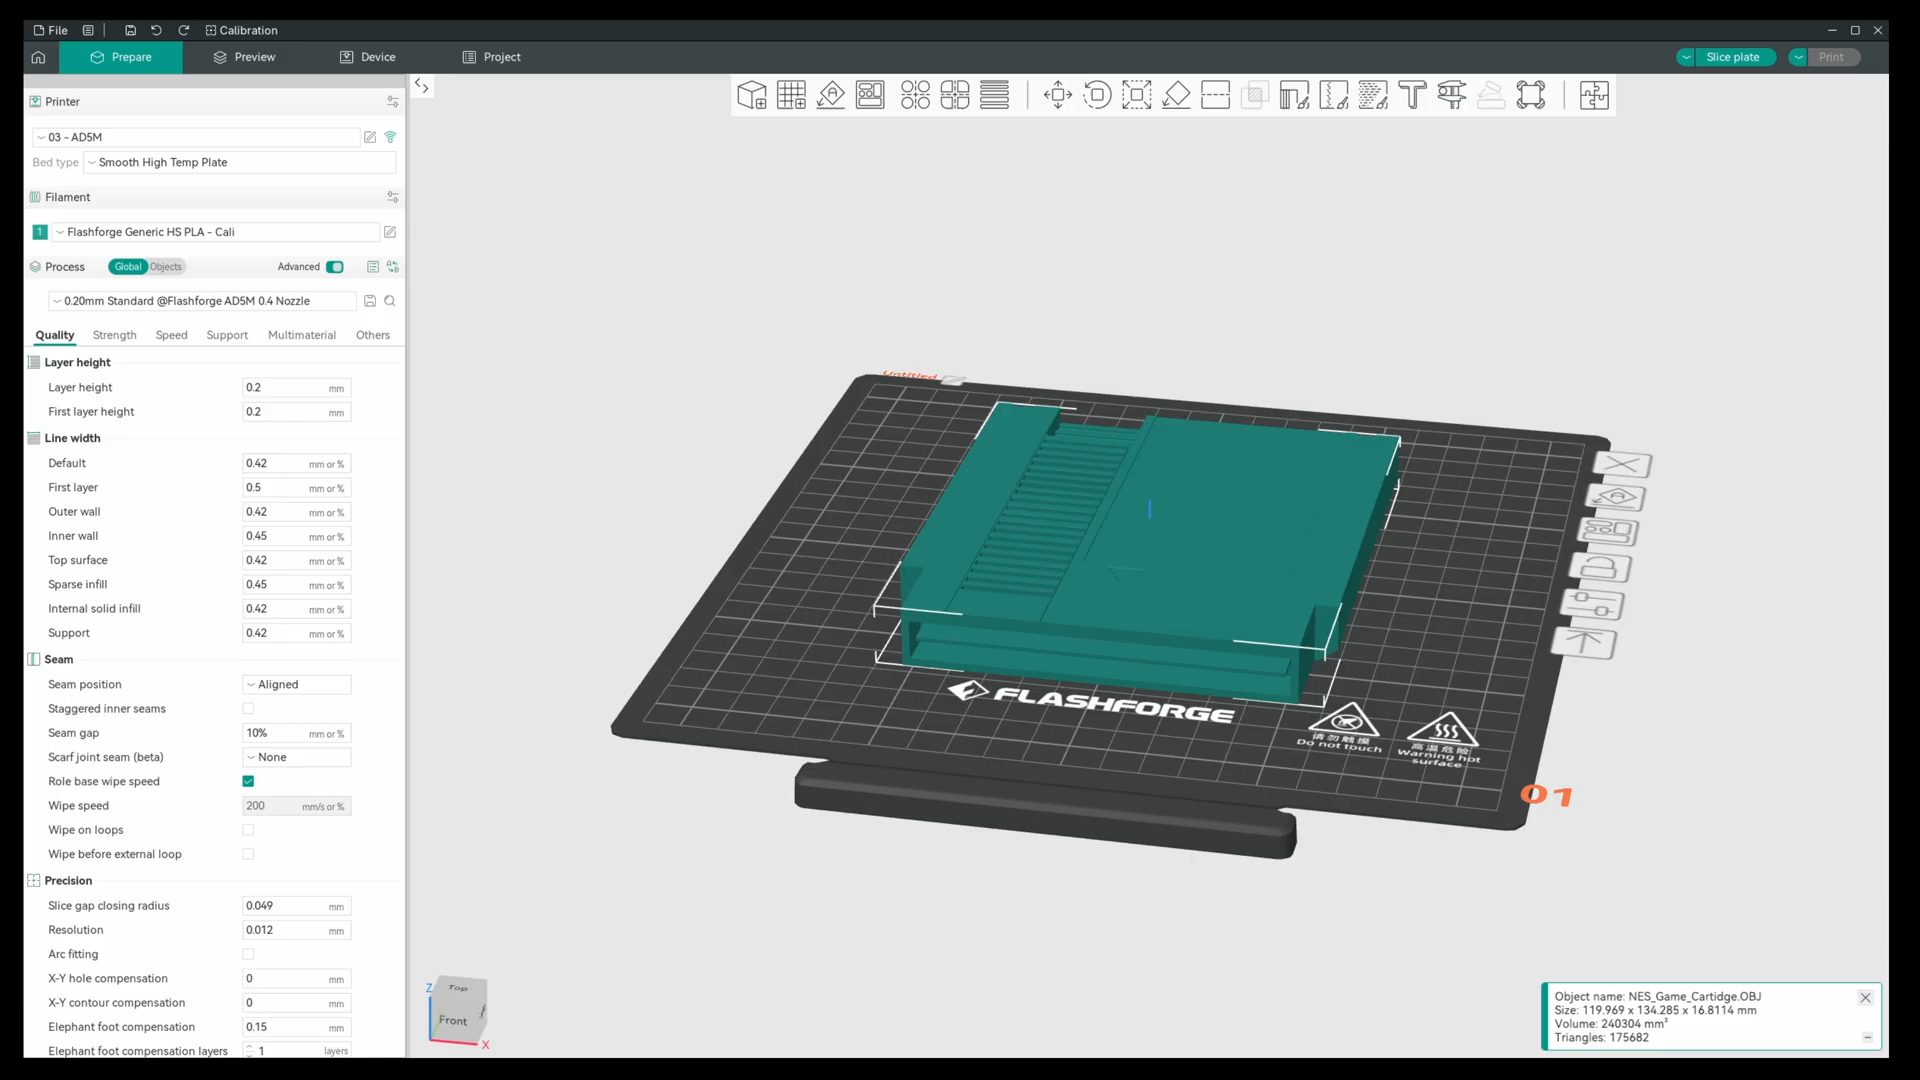 File
Calibration
Prepare
Preview
Device
Project
Slice plate
Print
Printer
03 - AD5M
Bed type
Smooth High Temp Plate
Filament
1
Flashforge Generic HS PLA - Cali
Process
Global
Objects
Advanced
0.20mm Standard @Flashforge AD5M 0.4 Nozzle
Quality
Strength
Speed
Support
Multimaterial
Others
Layer height
Layer height 0.2 mm
First layer height 0.2 mm
Line width
Default 0.42 mm or %
First layer 0.5 mm or %
Outer wall 0.42 mm or %
Inner wall 0.45 mm or %
Top surface 0.42 mm or %
Sparse infill 0.45 mm or %
Internal solid infill 0.42 mm or %
Support 0.42 mm or %
Seam
Seam position Aligned
Staggered inner seams
Seam gap 10% mm or %
Scarf joint seam (beta) None
Role base wipe speed
Wipe speed 200 mm/s or %
Wipe on loops
Wipe before external loop
Precision
Slice gap closing radius 0.049 mm
Resolution 0.012 mm
Arc fitting
X-Y hole compensation 0 mm
X-Y contour compensation 0 mm
Elephant foot compensation 0.15 mm
Elephant foot compensation layers 1 layers
Untitled
FLASHFORGE
请勿触摸
Do not touch
高温危险
Warning hot
surface
01
Z
Top
Front
X
Object name: NES_Game_Cartidge.OBJ
Size: 119.969 x 134.285 x 16.8114 mm
Volume: 240304 mm³
Triangles: 175682